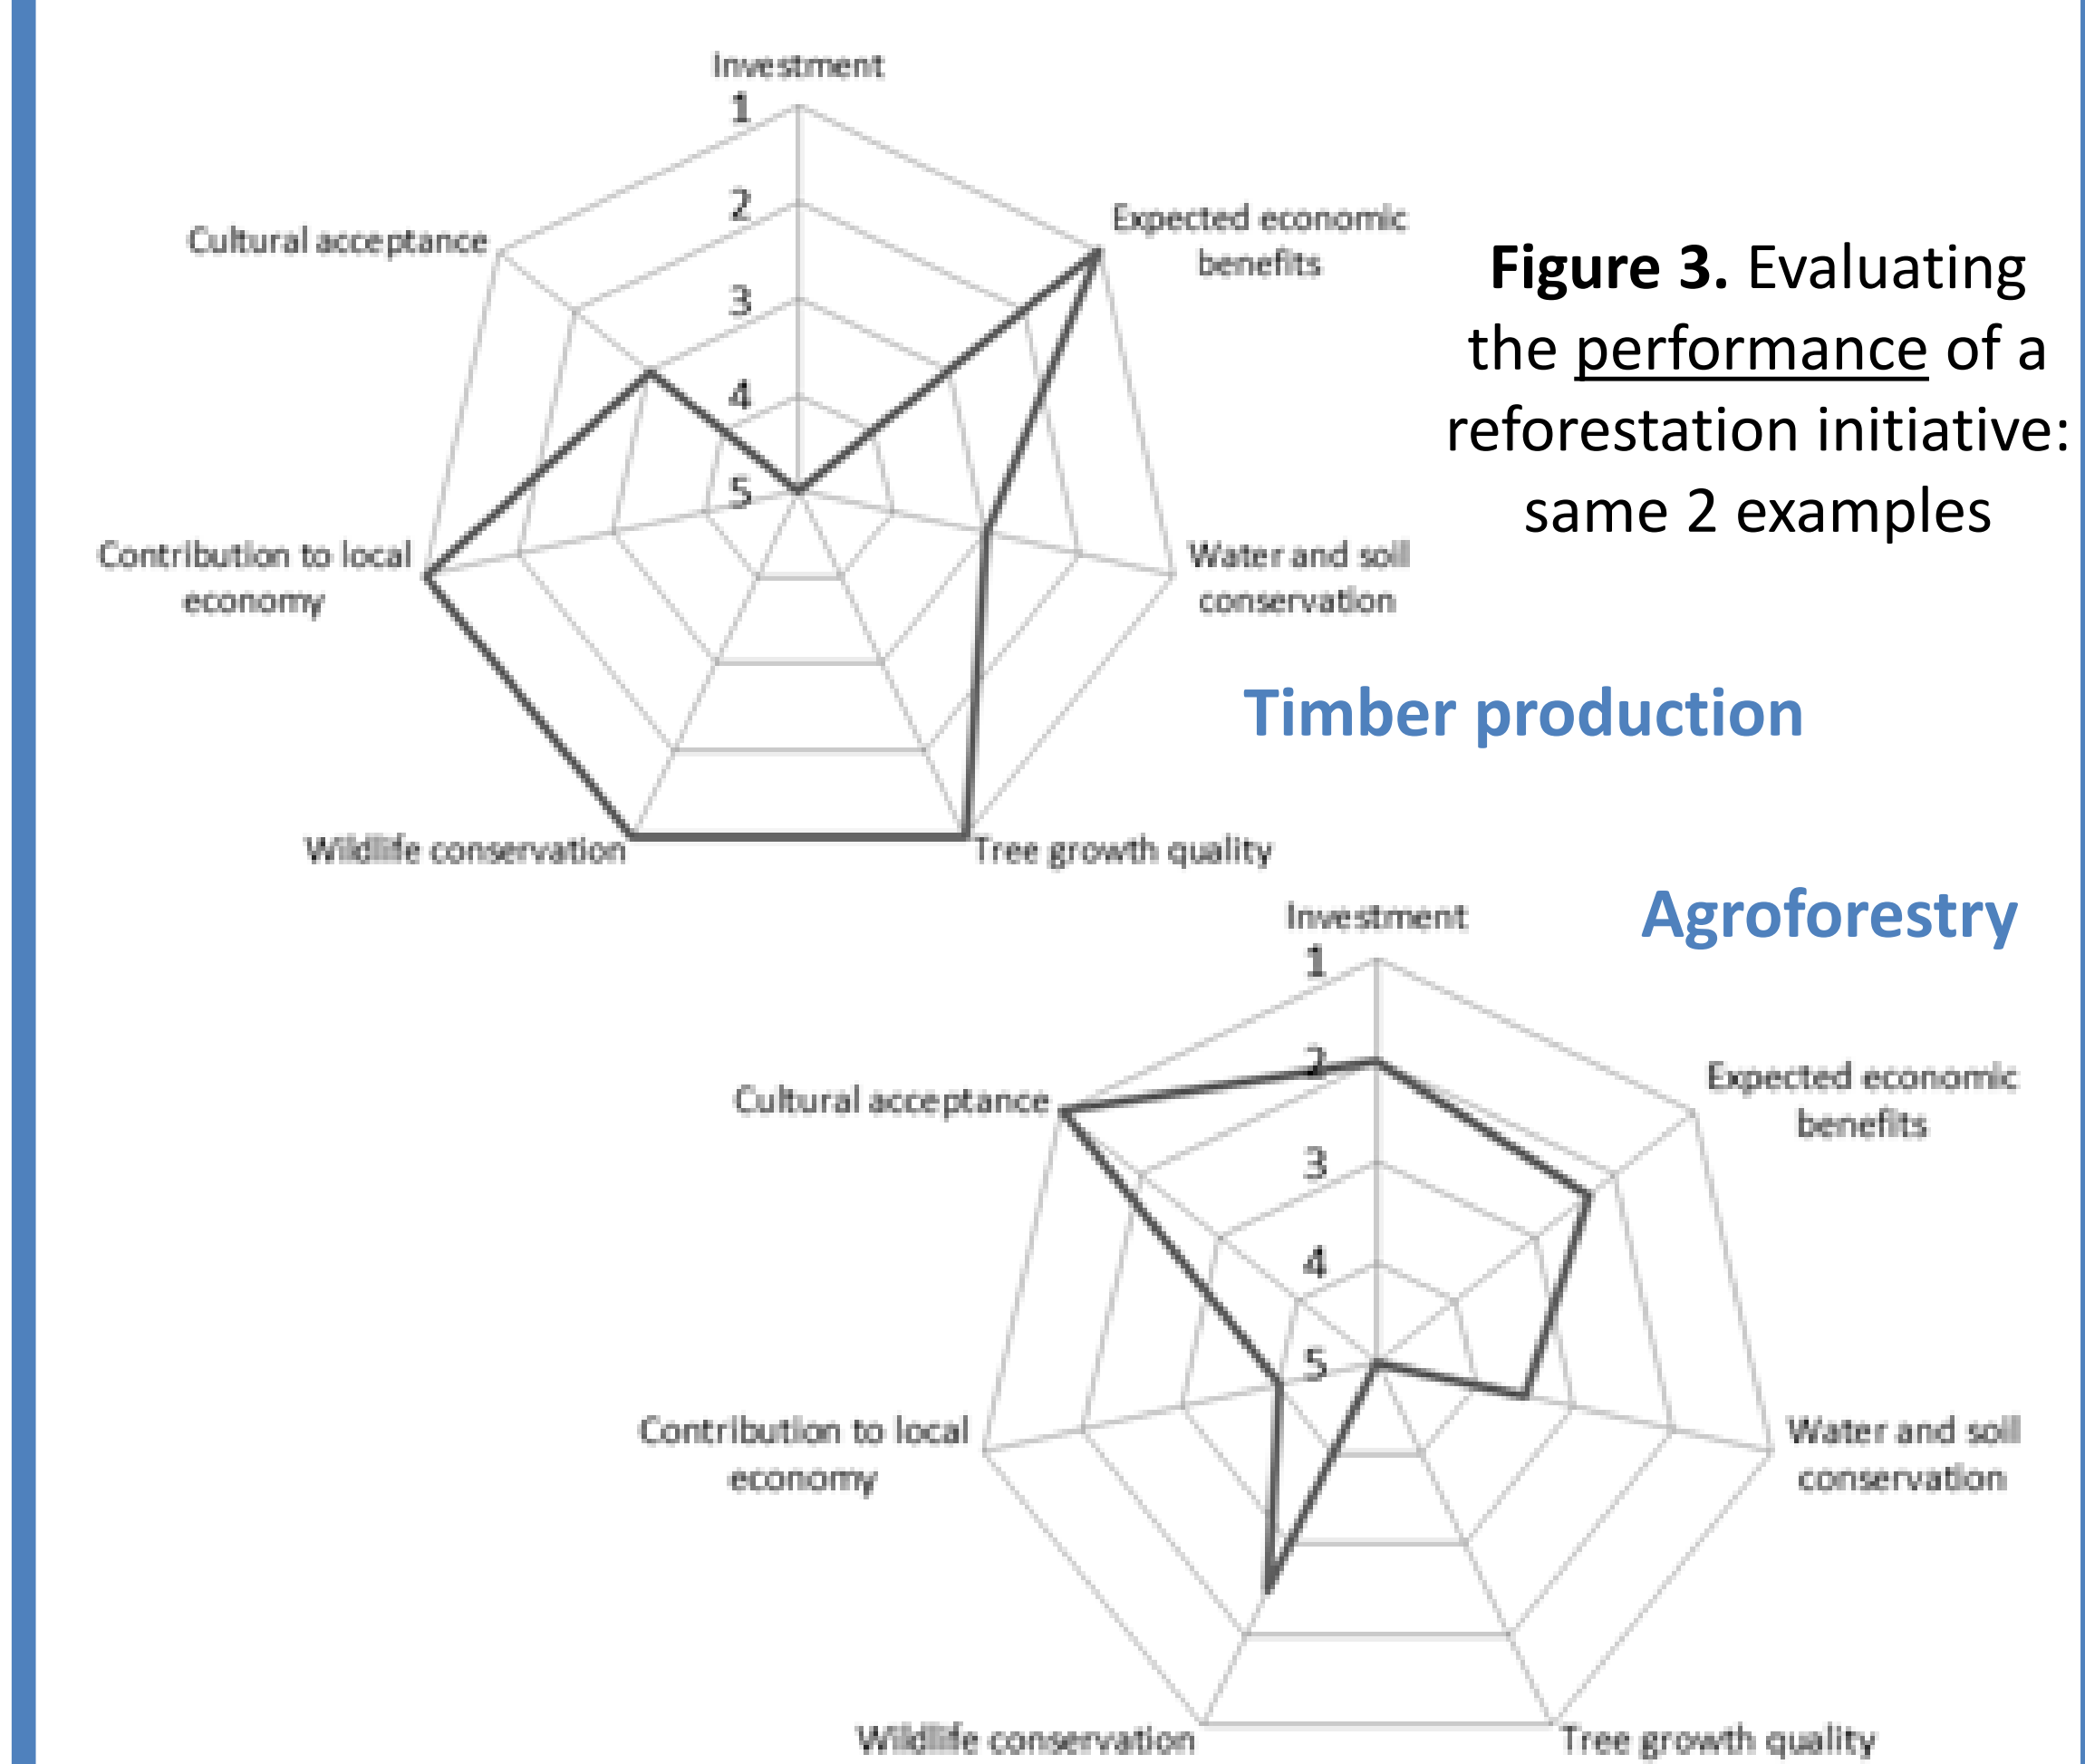 Investment
1
2
3
4
5
Expected economic
benefits
Cultural acceptance
Water and soil
conservation
Contribution to local
economy
Wildlife conservation
Tree growth quality
Figure 3. Evaluating
the performance of a
reforestation initiative:
same 2 examples
Timber production
Agroforestry
Investment
1
2
3
4
5
Expected economic
benefits
Cultural acceptance
Water and soil
conservation
Contribution to local
economy
Wildlife conservation
Tree growth quality